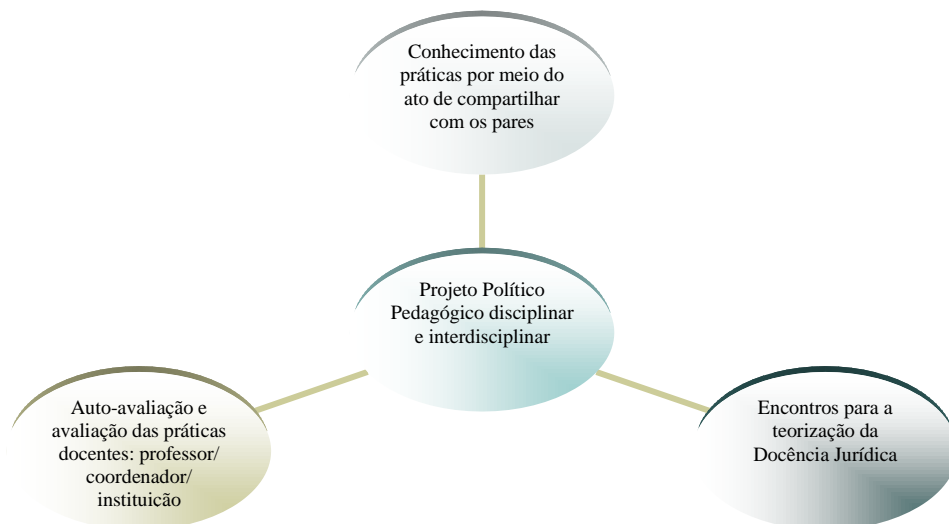 Conhecimento das
práticas por meio do
ato de compartilhar
com os pares
Projeto Político
Pedagógico disciplinar
e interdisciplinar
Auto-avaliação e
avaliação das práticas
docentes: professor/
coordenador/
instituição
Encontros para a
teorização da
Docência Jurídica